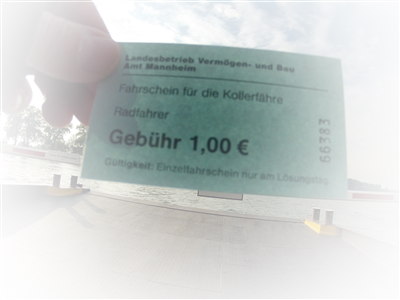 Landesbetrieb Vermögen- und Bau
Amt Mannheim
Fahrschein für die Kollerfähre
Radfahrer
Gebühr 1,00 €
Gültigkeit: Einzelfahrschein nur am Lösungstag
66383